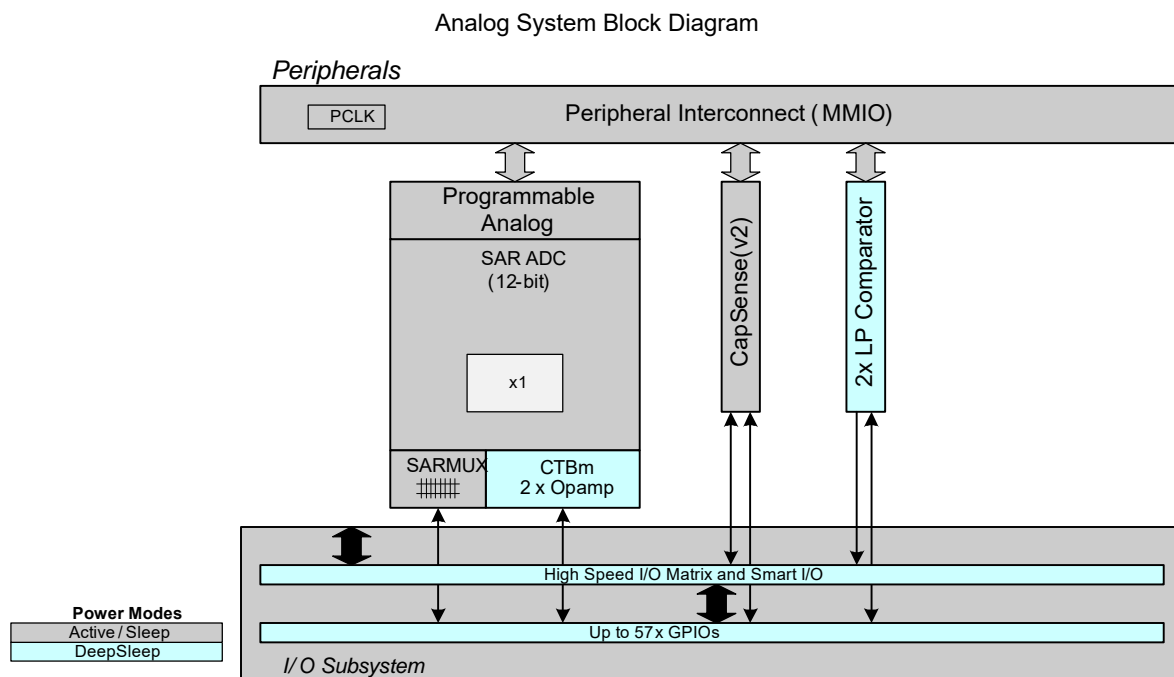 Analog System Block Diagram
Peripherals
PCLK
Peripheral Interconnect (MMIO)
Programmable
Analog
SAR ADC
(12-bit)
x1
SARMUX
CTBm
2 x Opamp
CapSense(v2)
2x LP Comparator
High Speed I/O Matrix and Smart I/O
Power Modes
Active / Sleep
DeepSleep
Up to 57x GPIOs
I/O Subsystem